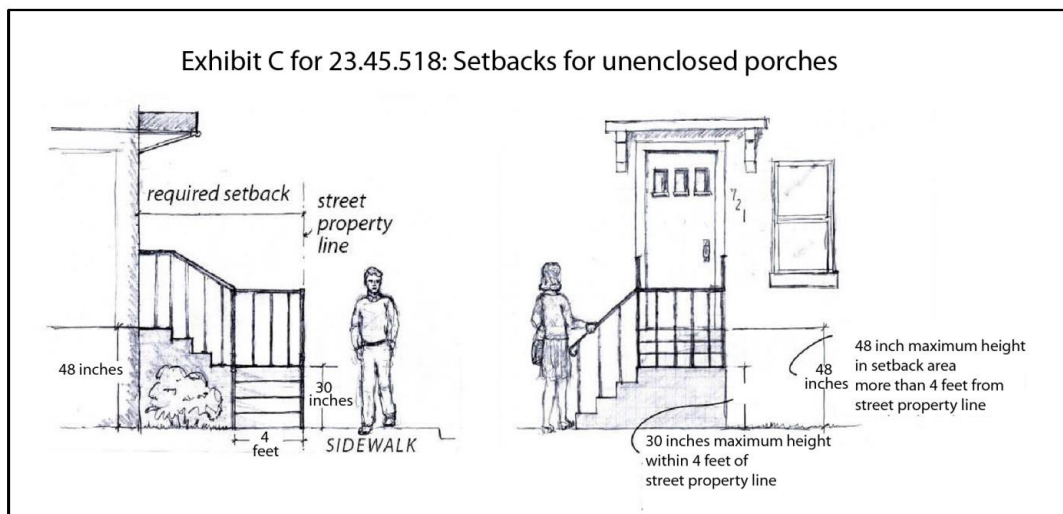 Exhibit C for 23.45.518: Setbacks for unenclosed porches
required setback
street
property
line
48 inches
30
inches
4
feet
SIDEWALK
721
48
inches
48 inch maximum height
in setback area
more than 4 feet from
street property line
30 inches maximum height
within 4 feet of
street property line